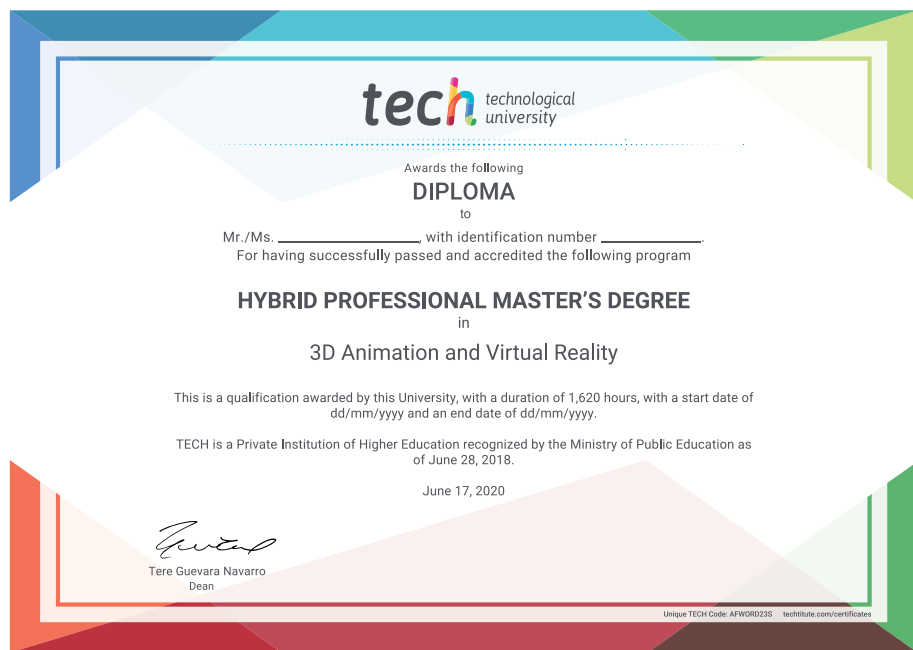 tech technological
university
Awards the following
DIPLOMA
to
Mr./Ms. ____________________, with identification number ______________.
For having successfully passed and accredited the following program
HYBRID PROFESSIONAL MASTER'S DEGREE
in
3D Animation and Virtual Reality
This is a qualification awarded by this University, with a duration of 1,620 hours, with a start date of
dd/mm/yyyy and an end date of dd/mm/yyyy.
TECH is a Private Institution of Higher Education recognized by the Ministry of Public Education as
of June 28, 2018.
June 17, 2020
Tere Guevara Navarro
Dean
Unique TECH Code: AFWORD23S techtitute.com/certificates